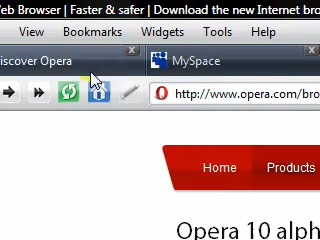 Web Browser | Faster & safer | Download the new Internet bro
View Bookmarks Widgets Tools Help
iscover Opera MySpace
http://www.opera.com/bro
Home Products
Opera 10 alph